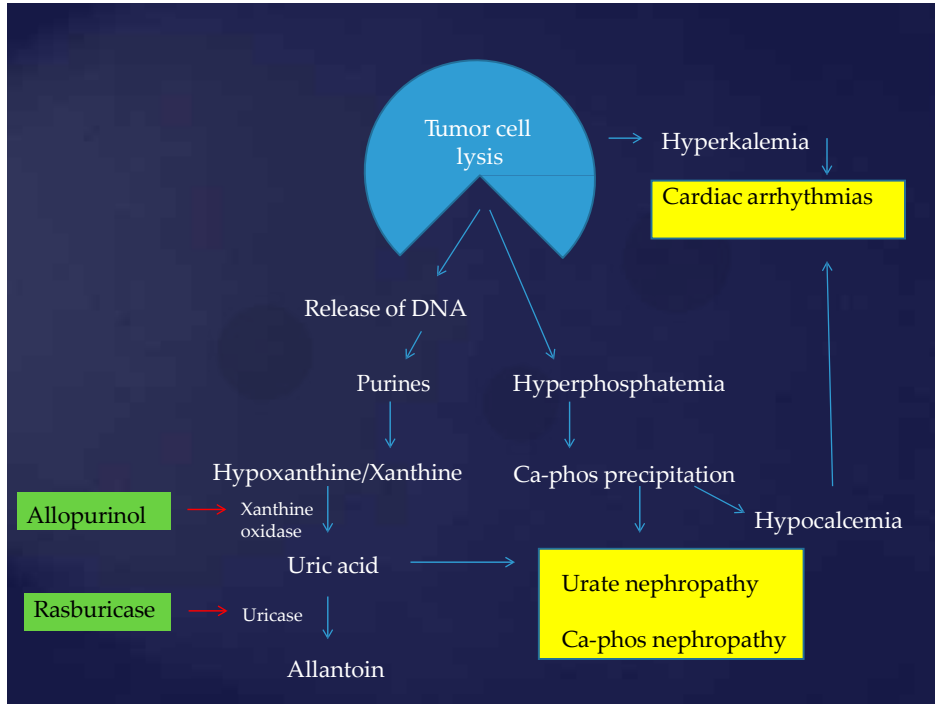 Tumor cell
lysis
Hyperkalemia
Cardiac arrhythmias
Release of DNA
Purines
Hyperphosphatemia
Hypoxanthine/Xanthine
Ca-phos precipitation
Allopurinol
Xanthine
oxidase
Hypocalcemia
Uric acid
Urate nephropathy
Rasburicase
Uricase
Ca-phos nephropathy
Allantoin